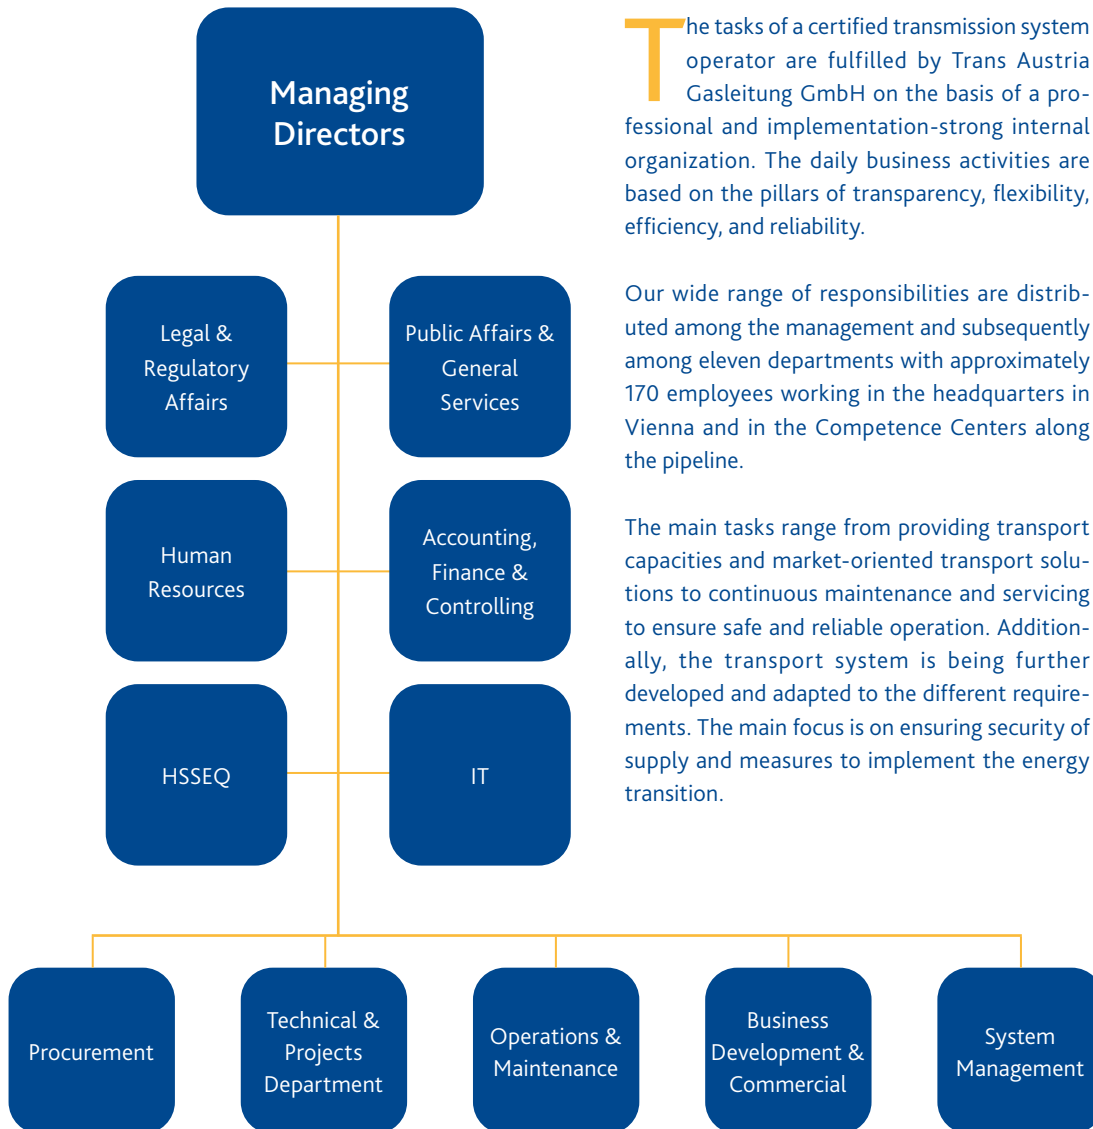 Managing
Directors
Legal &
Regulatory
Affairs
Public Affairs &
General
Services
Human
Resources
Accounting,
Finance &
Controlling
HSSEQ
IT
Procurement
Technical &
Projects
Department
Operations &
Maintenance
Business
Development &
Commercial
System
Management
The tasks of a certified transmission system
operator are fulfilled by Trans Austria
Gasleitung GmbH on the basis of a pro-
fessional and implementation-strong internal
organization. The daily business activities are
based on the pillars of transparency, flexibility,
efficiency, and reliability.
Our wide range of responsibilities are distrib-
uted among the management and subsequently
among eleven departments with approximately
170 employees working in the headquarters in
Vienna and in the Competence Centers along
the pipeline.
The main tasks range from providing transport
capacities and market-oriented transport solu-
tions to continuous maintenance and servicing
to ensure safe and reliable operation. Addition-
ally, the transport system is being further
developed and adapted to the different require-
ments. The main focus is on ensuring security of
supply and measures to implement the energy
transition.